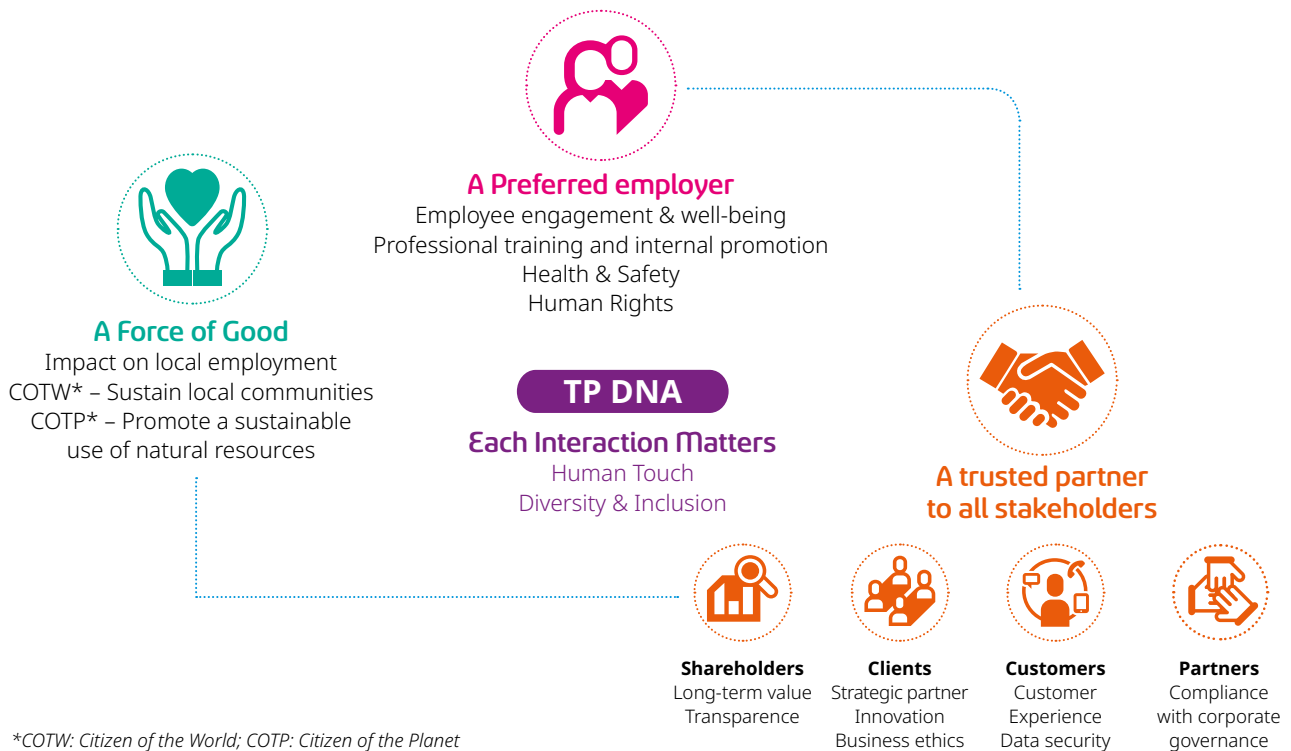 A Preferred employer
Employee engagement & well-being
Professional training and internal promotion
Health & Safety
Human Rights
A Force of Good
Impact on local employment
COTW* – Sustain local communities
COTP* – Promote a sustainable
use of natural resources
TP DNA
Each Interaction Matters
Human Touch
Diversity & Inclusion
A trusted partner
to all stakeholders
Shareholders
Long-term value
Transparence
Clients
Strategic partner
Innovation
Business ethics
Customers
Customer
Experience
Data security
Partners
Compliance
with corporate
governance
*COTW: Citizen of the World; COTP: Citizen of the Planet